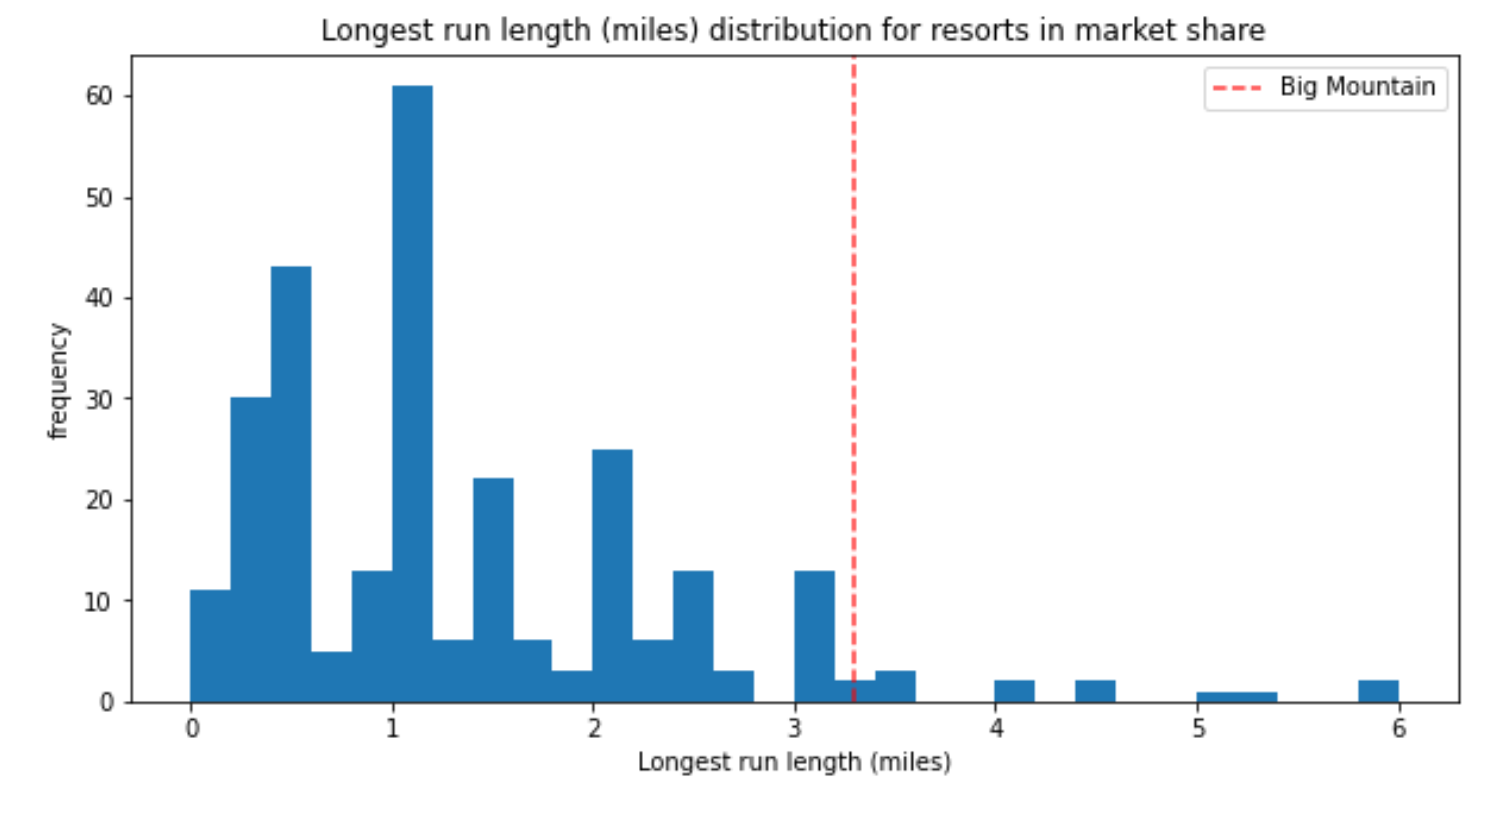 Longest run length (miles) distribution for resorts in market share
Big Mountain
60
50
40
30
20
10
0
frequency
0 1 2 3 4 5 6
Longest run length (miles)